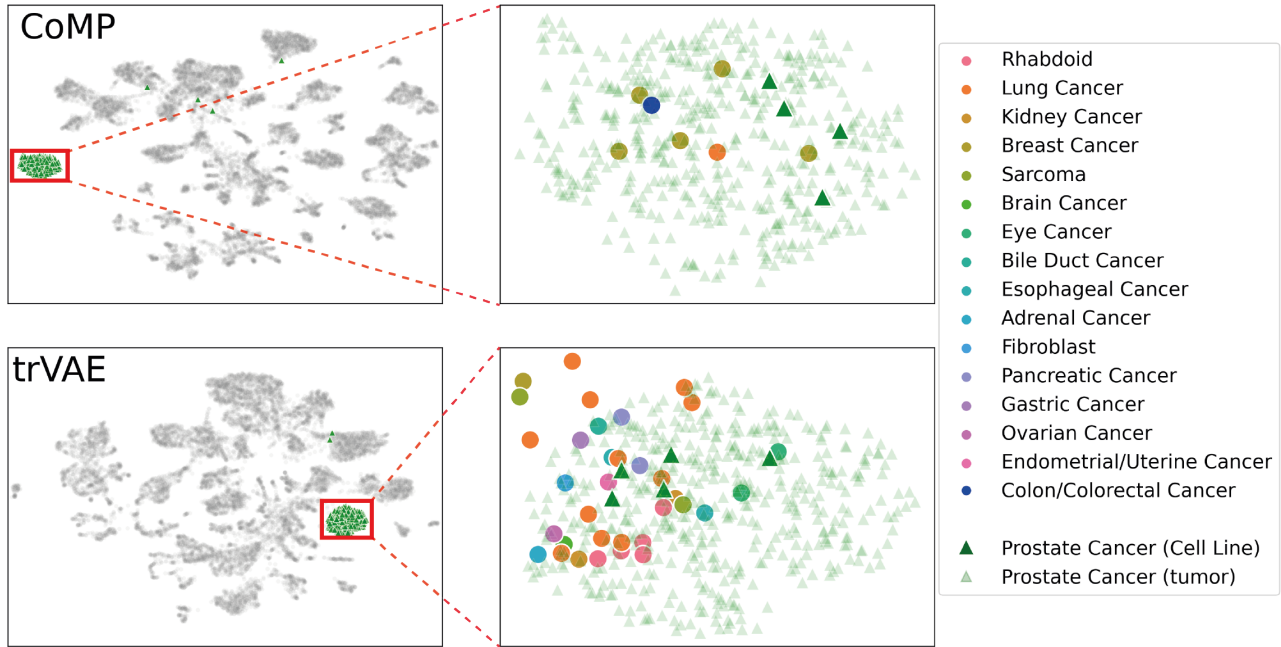 CoMP
trVAE
Rhabdoid
Lung Cancer
Kidney Cancer
Breast Cancer
Sarcoma
Brain Cancer
Eye Cancer
Bile Duct Cancer
Esophageal Cancer
Adrenal Cancer
Fibroblast
Pancreatic Cancer
Gastric Cancer
Ovarian Cancer
Endometrial/Uterine Cancer
Colon/Colorectal Cancer
Prostate Cancer (Cell Line)
Prostate Cancer (tumor)